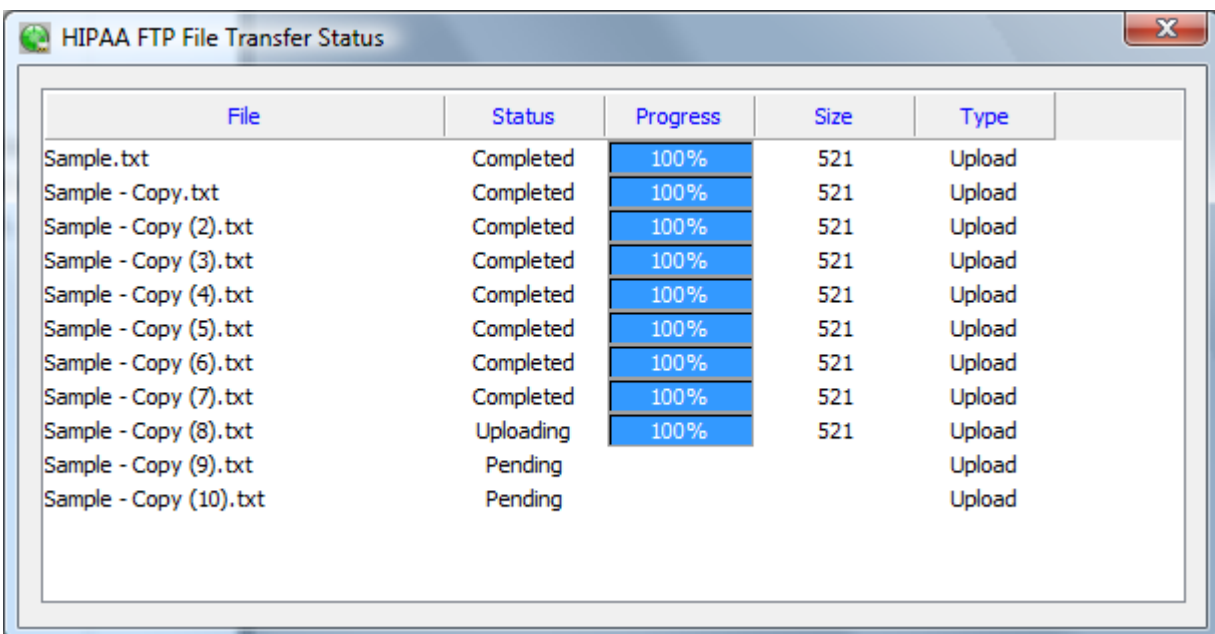 HIPAA FTP File Transfer Status
File Status Progress Size Type
Sample.txt Completed 100% 521 Upload
Sample - Copy.txt Completed 100% 521 Upload
Sample - Copy (2).txt Completed 100% 521 Upload
Sample - Copy (3).txt Completed 100% 521 Upload
Sample - Copy (4).txt Completed 100% 521 Upload
Sample - Copy (5).txt Completed 100% 521 Upload
Sample - Copy (6).txt Completed 100% 521 Upload
Sample - Copy (7).txt Completed 100% 521 Upload
Sample - Copy (8).txt Uploading 100% 521 Upload
Sample - Copy (9).txt Pending Upload
Sample - Copy (10).txt Pending Upload